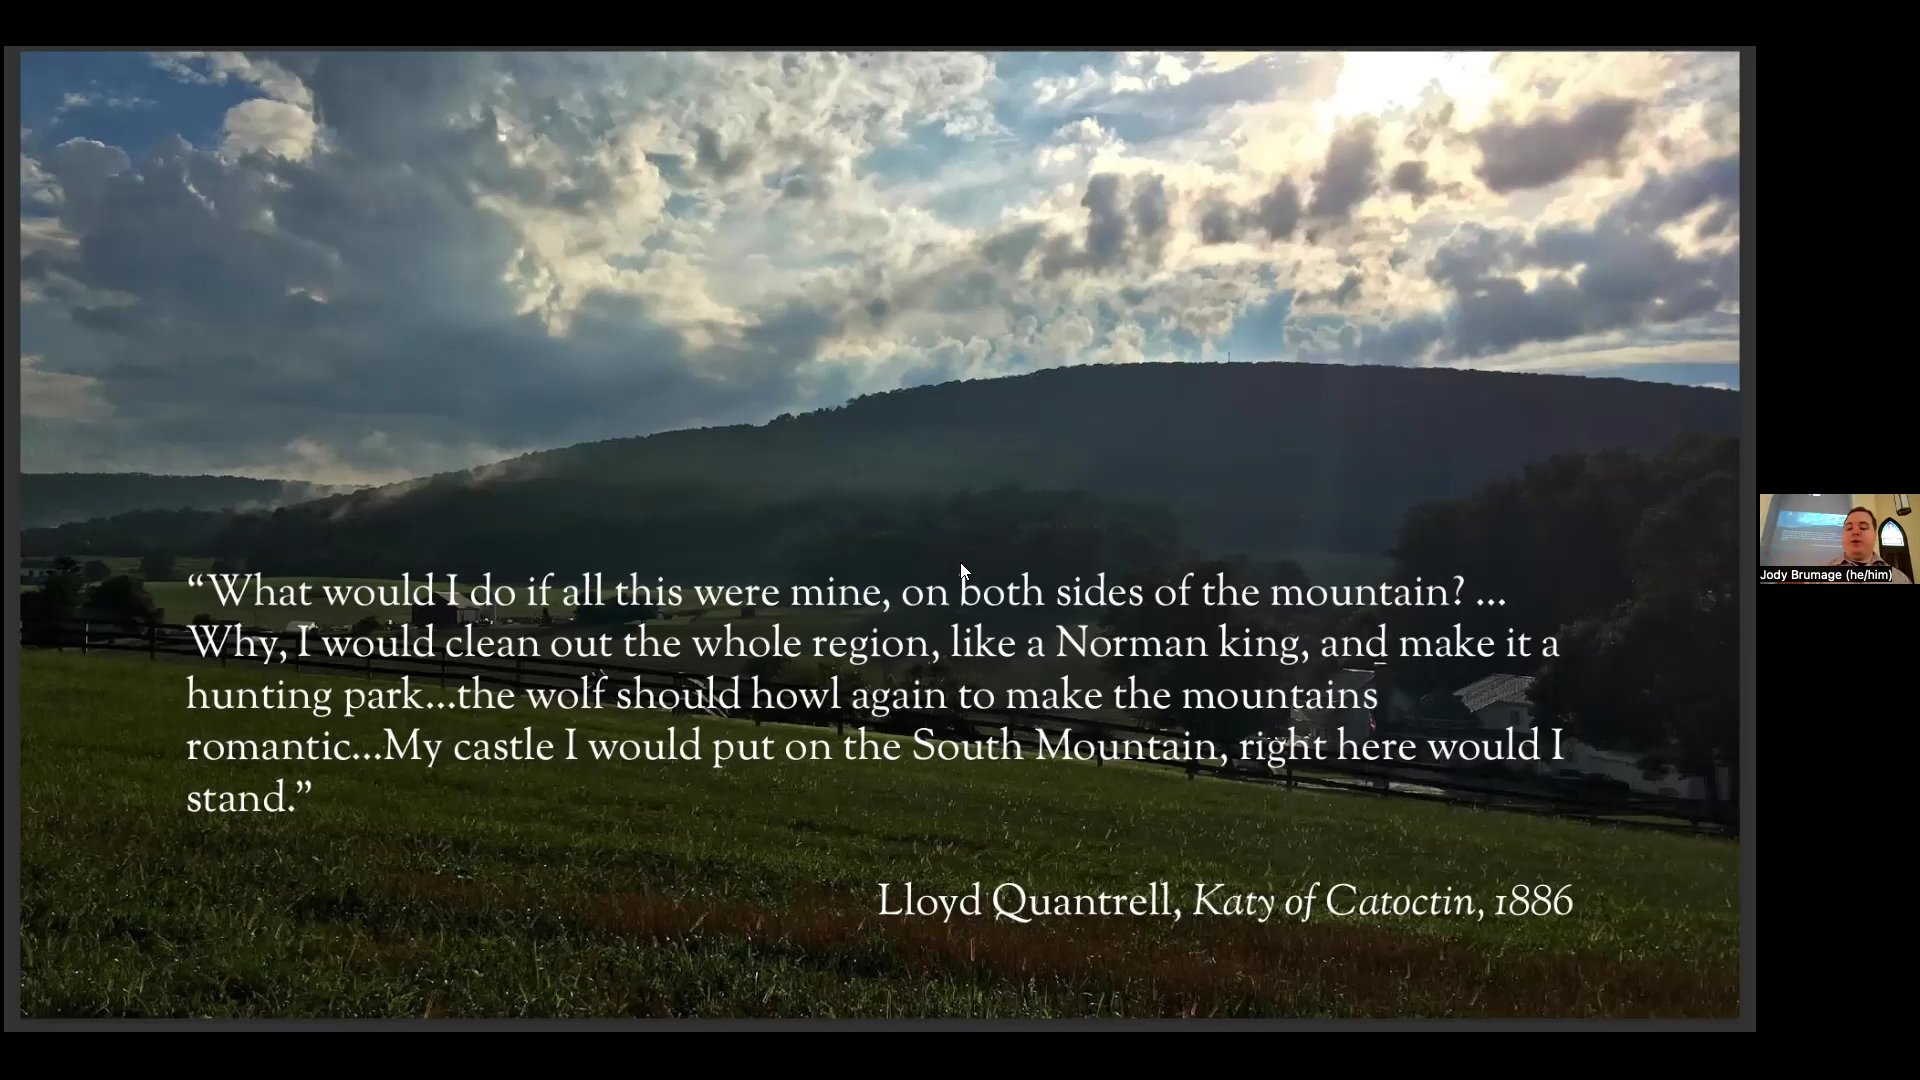 “What would I do if all this were mine, on both sides of the mountain? ...
Why, I would clean out the whole region, like a Norman king, and make it a
hunting park...the wolf should howl again to make the mountains
romantic...My castle I would put on the South Mountain, right here would I
stand.”
Lloyd Quantrell, Katy of Catoctin, 1886
Jody Brumage (he/him)